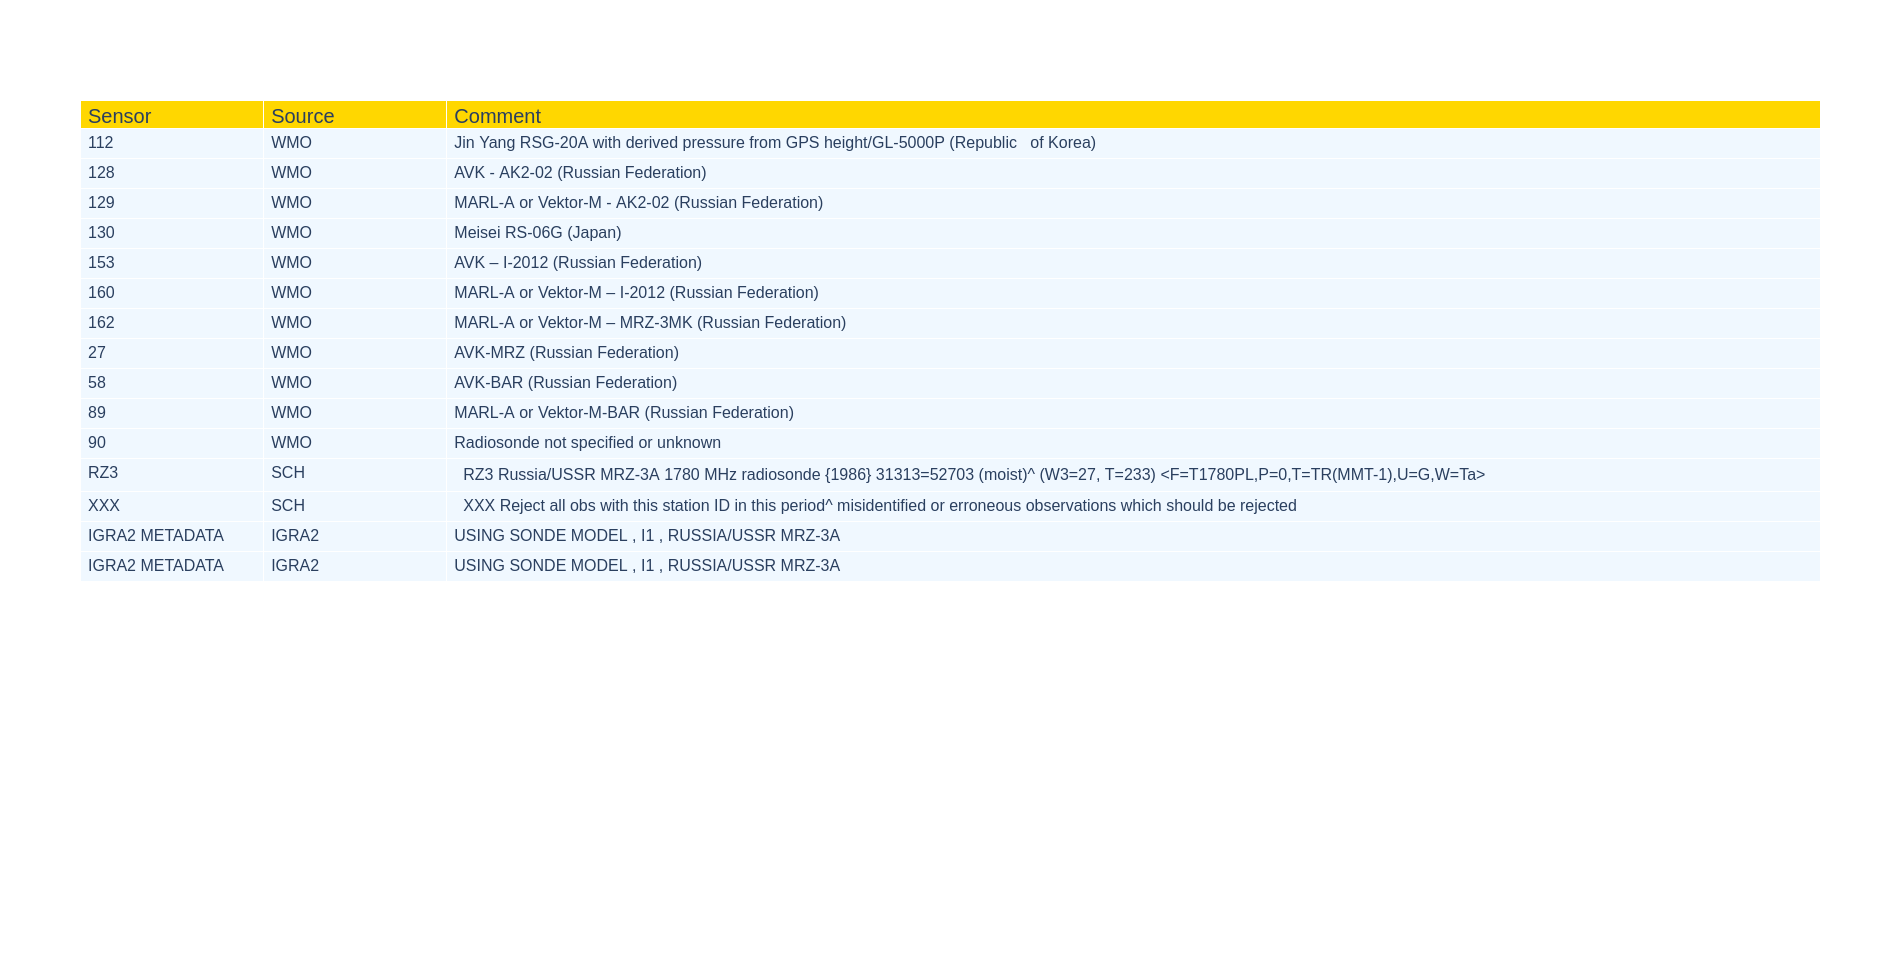 Sensor Source Comment
112 WMO Jin Yang RSG-20A with derived pressure from GPS height/GL-5000P (Republic   of Korea)
128 WMO AVK - AK2-02 (Russian Federation)
129 WMO MARL-A or Vektor-M - AK2-02 (Russian Federation)
130 WMO Meisei RS-06G (Japan)
153 WMO AVK – I-2012 (Russian Federation)
160 WMO MARL-A or Vektor-M – I-2012 (Russian Federation)
162 WMO MARL-A or Vektor-M – MRZ-3MK (Russian Federation)
27 WMO AVK-MRZ (Russian Federation)
58 WMO AVK-BAR (Russian Federation)
89 WMO MARL-A or Vektor-M-BAR (Russian Federation)
90 WMO Radiosonde not specified or unknown
RZ3 SCH RZ3 Russia/USSR MRZ-3A 1780 MHz radiosonde {1986} 31313=52703 (moist)^ (W3=27, T=233) <F=T1780PL,P=0,T=TR(MMT-1),U=G,W=Ta>
XXX SCH XXX Reject all obs with this station ID in this period^ misidentified or erroneous observations which should be rejected
IGRA2 METADATA IGRA2 USING SONDE MODEL , I1 , RUSSIA/USSR MRZ-3A
IGRA2 METADATA IGRA2 USING SONDE MODEL , I1 , RUSSIA/USSR MRZ-3A